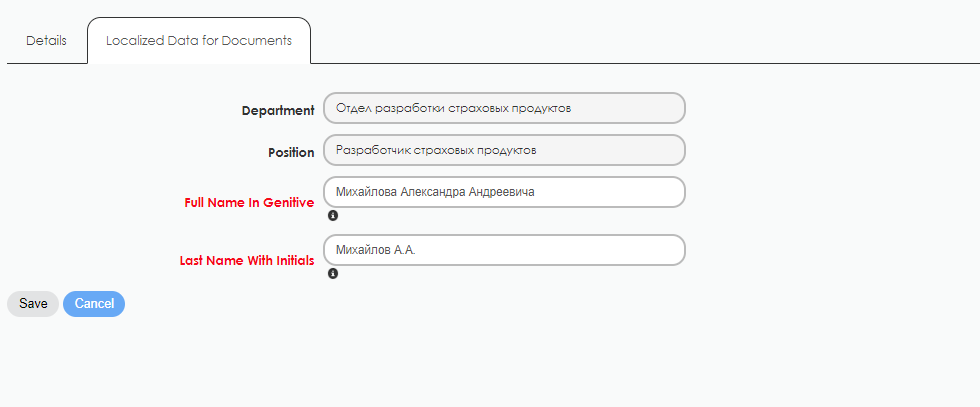 Details
Localized Data for Documents
Department Отдел разработки страховых продуктов
Position Разработчик страховых продуктов
Full Name In Genitive Михайлова Александра Андреевича
Last Name With Initials Михайлов А.А.
Save Cancel